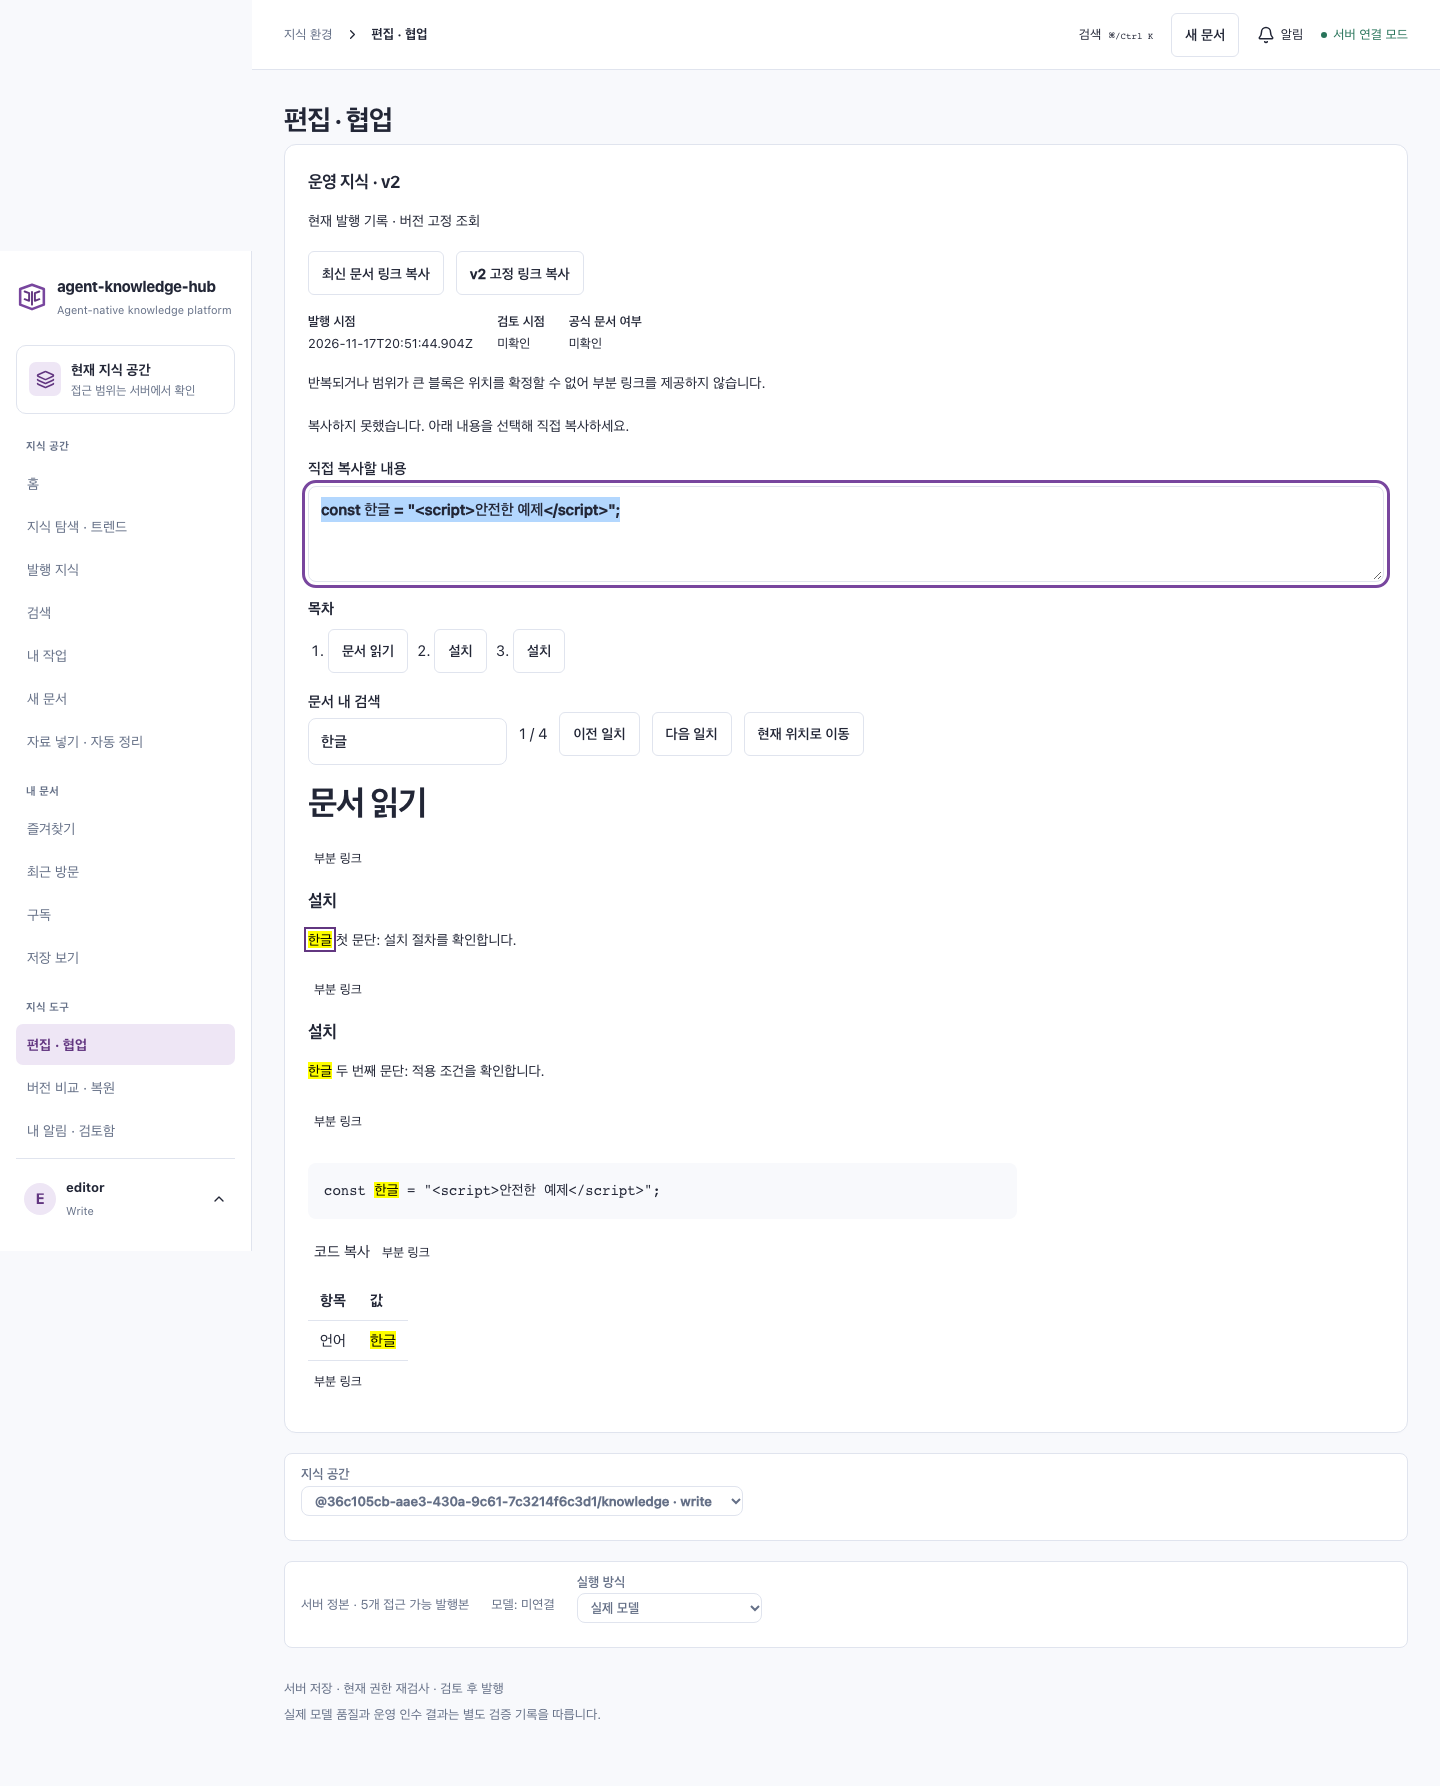 지식 환경 > 편집 · 협업
검색 ⌘/Ctrl K
새 문서
알림
서버 연결 모드
agent-knowledge-hub
Agent-native knowledge platform
현재 지식 공간
접근 범위는 서버에서 확인
지식 공간
홈
지식 탐색 · 트렌드
발행 지식
검색
내 작업
새 문서
자료 넣기 · 자동 정리
내 문서
즐겨찾기
최근 방문
구독
저장 보기
지식 도구
편집 · 협업
버전 비교 · 복원
내 알림 · 검토함
E
editor
Write
편집 · 협업
운영 지식 · v2
현재 발행 기록 · 버전 고정 조회
최신 문서 링크 복사
v2 고정 링크 복사
발행 시점 검토 시점 공식 문서 여부
2026-11-17T20:51:44.904Z 미확인 미확인
반복되거나 범위가 큰 블록은 위치를 확정할 수 없어 부분 링크를 제공하지 않습니다.
복사하지 못했습니다. 아래 내용을 선택해 직접 복사하세요.
직접 복사할 내용
const 한글 = "<script>안전한 예제</script>";
목차
1. 문서 읽기 2. 설치 3. 설치
문서 내 검색
한글 1 / 4 이전 일치 다음 일치 현재 위치로 이동
문서 읽기
부분 링크
설치
한글 첫 문단: 설치 절차를 확인합니다.
부분 링크
설치
한글 두 번째 문단: 적용 조건을 확인합니다.
부분 링크
const 한글 = "<script>안전한 예제</script>";
코드 복사 부분 링크
항목 값
언어 한글
부분 링크
지식 공간
@36c105cb-aae3-430a-9c61-7c3214f6c3d1/knowledge · write
실행 방식
서버 정본 · 5개 접근 가능 발행본 모델: 미연결 실제 모델
서버 저장 · 현재 권한 재검사 · 검토 후 발행
실제 모델 품질과 운영 인수 결과는 별도 검증 기록을 따릅니다.